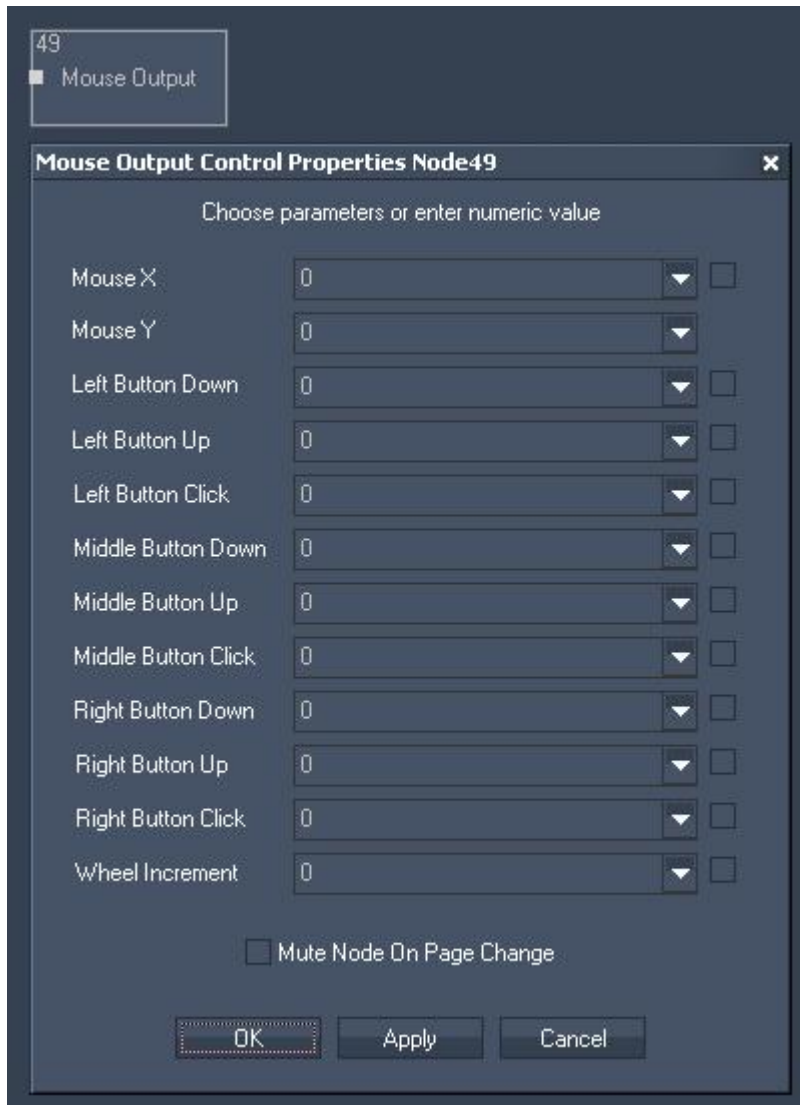 49
Mouse Output
Mouse Output Control Properties Node49
Choose parameters or enter numeric value
Mouse X 0
Mouse Y 0
Left Button Down 0
Left Button Up 0
Left Button Click 0
Middle Button Down 0
Middle Button Up 0
Middle Button Click 0
Right Button Down 0
Right Button Up 0
Right Button Click 0
Wheel Increment 0
Mute Node On Page Change
OK Apply Cancel